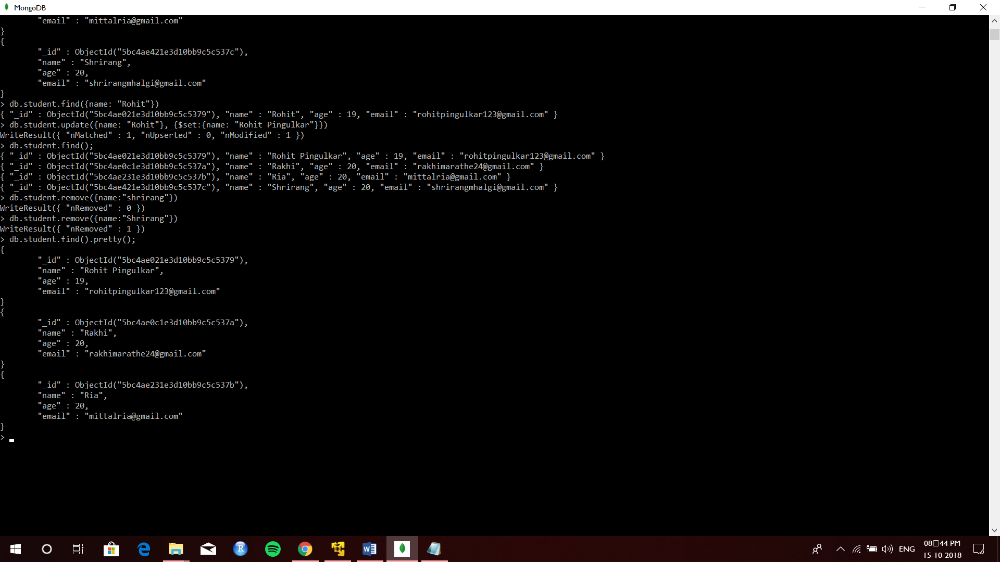 MongoDB
"email" : "mittalria@gmail.com"
}
{
"_id" : ObjectId("5bc4ae421e3d10bb9c5c537c"),
"name" : "Shrirang",
"age" : 20,
"email" : "shrirangmhalgi@gmail.com"
}
> db.student.find({name: "Rohit"})
{ "_id" : ObjectId("5bc4ae021e3d10bb9c5c5379"), "name" : "Rohit", "age" : 19, "email" : "rohitpingulkar123@gmail.com" }
> db.student.update({name: "Rohit"}, {$set:{name: "Rohit Pingulkar"}})
WriteResult({ "nMatched" : 1, "nUpserted" : 0, "nModified" : 1 })
> db.student.find();
{ "_id" : ObjectId("5bc4ae021e3d10bb9c5c5379"), "name" : "Rohit Pingulkar", "age" : 19, "email" : "rohitpingulkar123@gmail.com" }
{ "_id" : ObjectId("5bc4ae0c1e3d10bb9c5c537a"), "name" : "Rakhi", "age" : 20, "email" : "rakhimarathe24@gmail.com" }
{ "_id" : ObjectId("5bc4ae231e3d10bb9c5c537b"), "name" : "Ria", "age" : 20, "email" : "mittalria@gmail.com" }
{ "_id" : ObjectId("5bc4ae421e3d10bb9c5c537c"), "name" : "Shrirang", "age" : 20, "email" : "shrirangmhalgi@gmail.com" }
> db.student.remove({name:"shrirang"})
WriteResult({ "nRemoved" : 0 })
> db.student.remove({name:"Shrirang"})
WriteResult({ "nRemoved" : 1 })
> db.student.find().pretty();
{
"_id" : ObjectId("5bc4ae021e3d10bb9c5c5379"),
"name" : "Rohit Pingulkar",
"age" : 19,
"email" : "rohitpingulkar123@gmail.com"
}
{
"_id" : ObjectId("5bc4ae0c1e3d10bb9c5c537a"),
"name" : "Rakhi",
"age" : 20,
"email" : "rakhimarathe24@gmail.com"
}
{
"_id" : ObjectId("5bc4ae231e3d10bb9c5c537b"),
"name" : "Ria",
"age" : 20,
"email" : "mittalria@gmail.com"
}
>
ENG
08□44 PM
15-10-2018